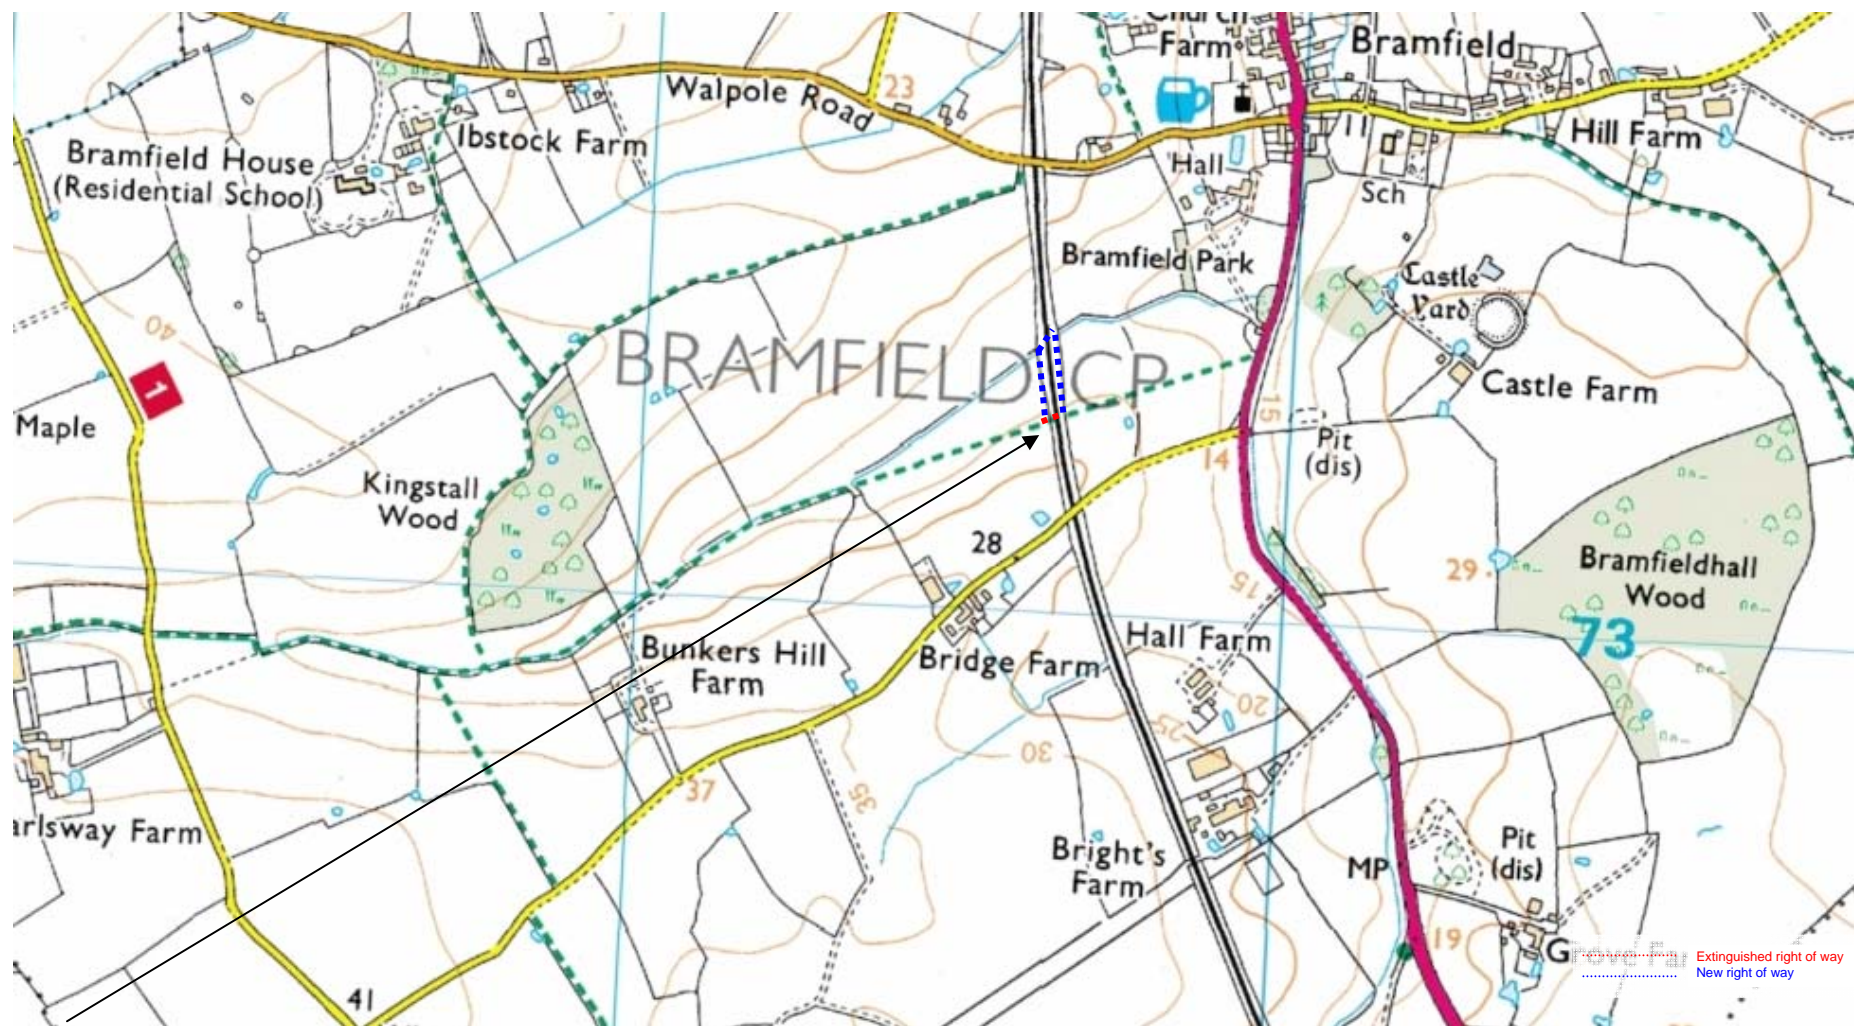 Church
Farm
Bramfield
Walpole Road
23
Ibstock Farm
Bramfield House
(Residential School)
11
Hill Farm
Hall
Sch
Bramfield Park
Castle
Yard
40
1
BRAMFIELD CP
Castle Farm
Maple
15
Pit
(dis)
14
Kingstall
Wood
28
29
Bramfieldhall
Wood
15
73
Hall Farm
Bunkers Hill
Farm
Bridge Farm
20
25
30
37
35
arlsway Farm
Bright's
Farm
MP
Pit
(dis)
19
41
G
Extinguished right of way
New right of way